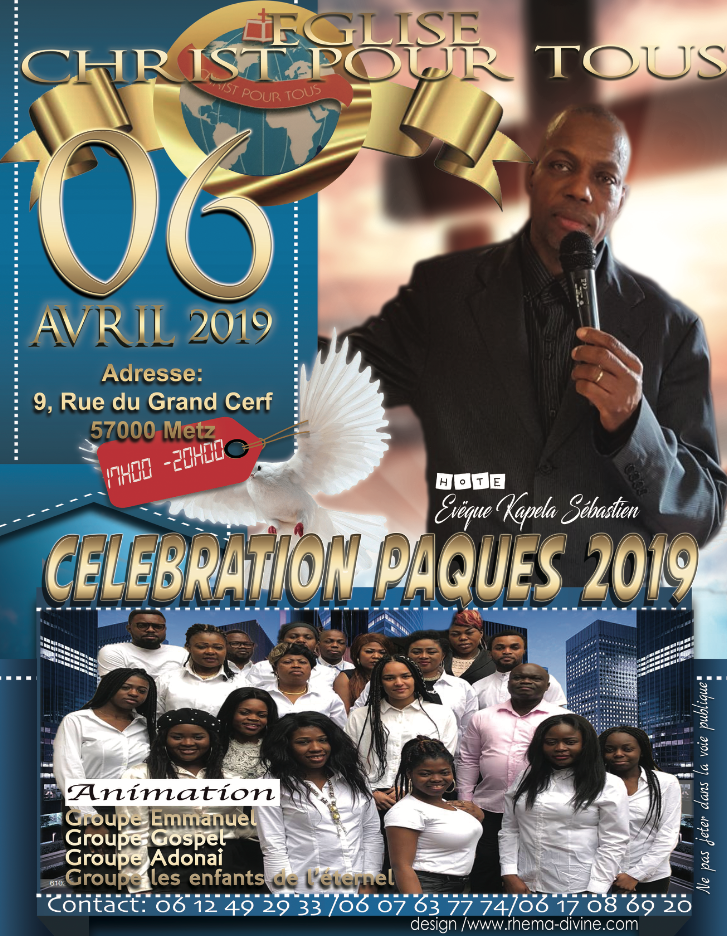 EGLISE
CHRIST POUR TOUS
CHRIST POUR TOUS
06
AVRIL 2019
Adresse:
9, Rue du Grand Cerf
57000 Metz
17H00 -20H00
HOTE
Evëque Kapela Sébastien
CELEBRATION PAQUES 2019
Animation
Groupe Emmanuel
Groupe Gospel
Groupe Adonai
Groupe les enfants de l'éternel
Contact: 06 12 49 29 33 /06 07 63 77 74/06 17 08 69 20
design /www.rhema-divine.com
Ne pas jeter dans la voie publique